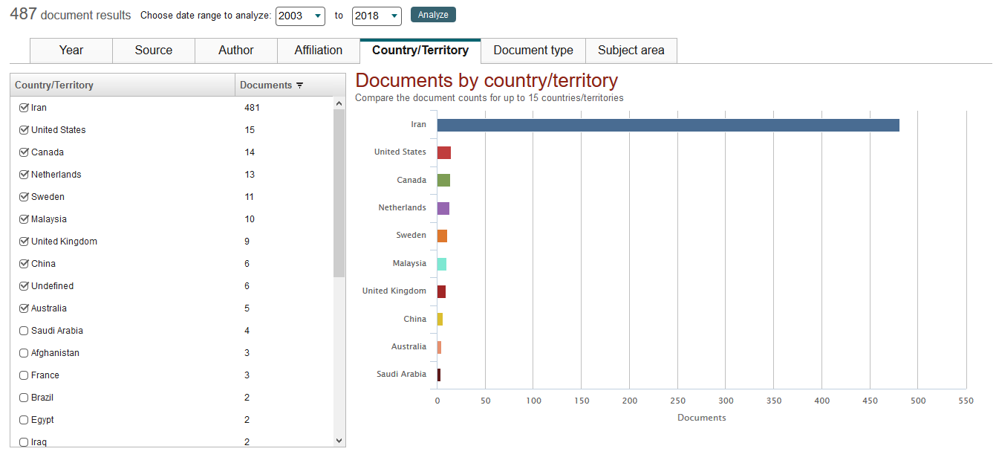 487 document results Choose date range to analyze: 2003 to 2018 Analyze
Year Source Author Affiliation Country/Territory Document type Subject area
Country/Territory Documents
Iran 481
United States 15
Canada 14
Netherlands 13
Sweden 11
Malaysia 10
United Kingdom 9
China 6
Undefined 6
Australia 5
Saudi Arabia 4
Afghanistan 3
France 3
Brazil 2
Egypt 2
Iraq 2
Documents by country/territory
Compare the document counts for up to 15 countries/territories
Iran
United States
Canada
Netherlands
Sweden
Malaysia
United Kingdom
China
Australia
Saudi Arabia
0 50 100 150 200 250 300 350 400 450 500 550
Documents